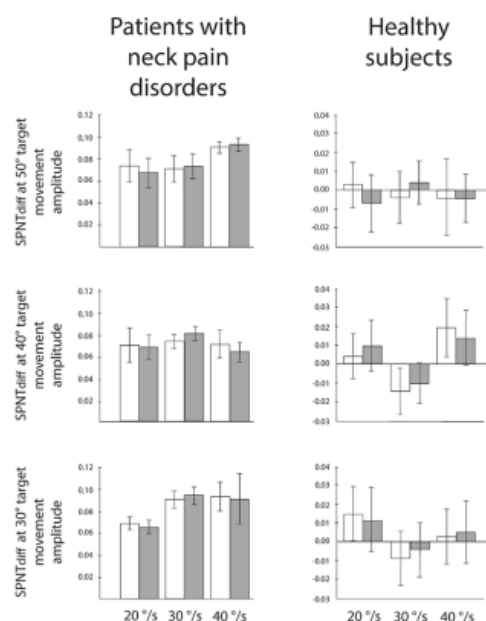 Patients with
neck pain
disorders
Healthy
subjects
SPNTdiff at 50° target
movement
amplitude
0,12
0,10
0.08
0.06
0.04
0.02
0,04
0,03
0,02
0,01
0
-0.01
-0.02
-0.03
SPNTdiff at 40° target
movement
amplitude
0,12
0,10
0.08
0.06
0.04
0.02
0,04
0,03
0,02
0,01
0
-0.01
-0.02
-0.03
SPNTdiff at 30° target
movement
amplitude
0,12
0,10
0.08
0.06
0.04
0.02
0,04
0,03
0,02
0,01
0
-0.01
-0.02
-0.03
20 °/s 30 °/s 40 °/s
20 °/s 30 °/s 40 °/s